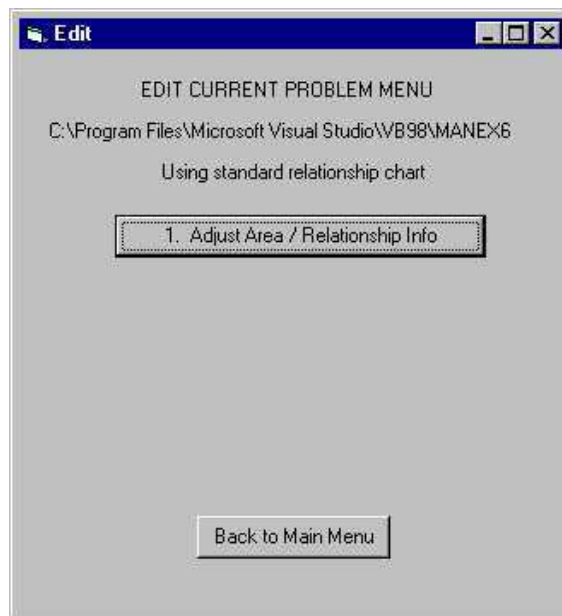 Edit
EDIT CURRENT PROBLEM MENU
C:\Program Files\Microsoft Visual Studio\VB98\MANEX6
Using standard relationship chart
1. Adjust Area / Relationship Info
Back to Main Menu